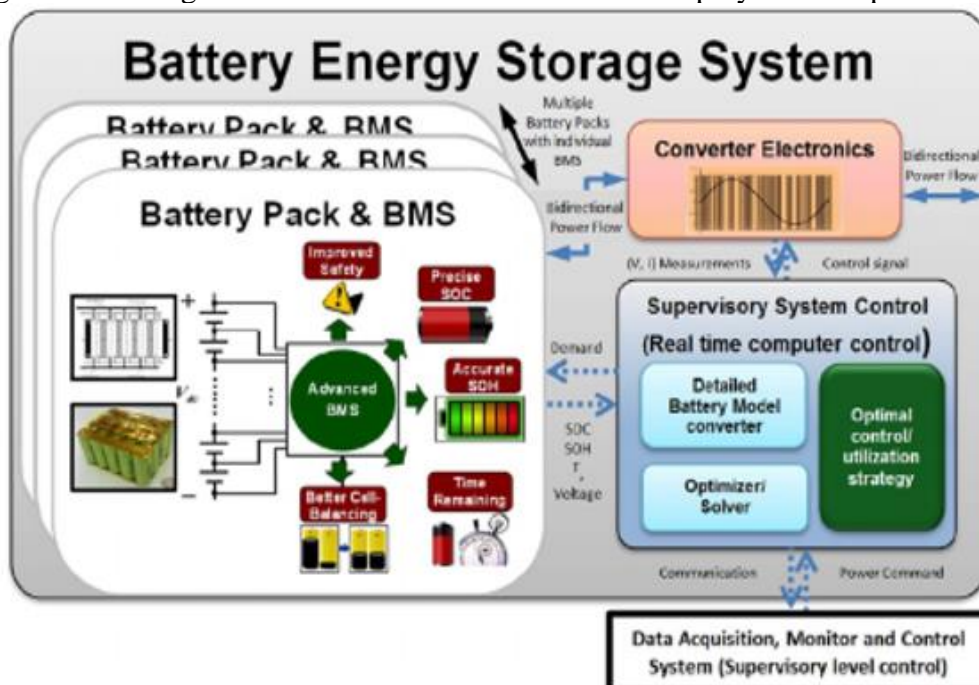 Battery Energy Storage System
Battery Pack & BMS
Battery Pack & BMS
Battery Pack & BMS
Multiple
Battery Packs
with individual
BMS
Bidirectional
Power Flow
Converter Electronics
Bidirectional
Power Flow
(V, I) Measurements
Control signal
Improved
Safety
Precise
SOC
Accurate
SOH
Advanced
BMS
Better Cell-
Balancing
Time
Remaining
+
−
Demand
SOC
SOH
T,
Voltage
Supervisory System Control
(Real time computer control)
Detailed
Battery Model
converter
Optimizer/
Solver
Optimal
control/
utilization
strategy
Communication
Power Command
Data Acquisition, Monitor and Control
System (Supervisory level control)